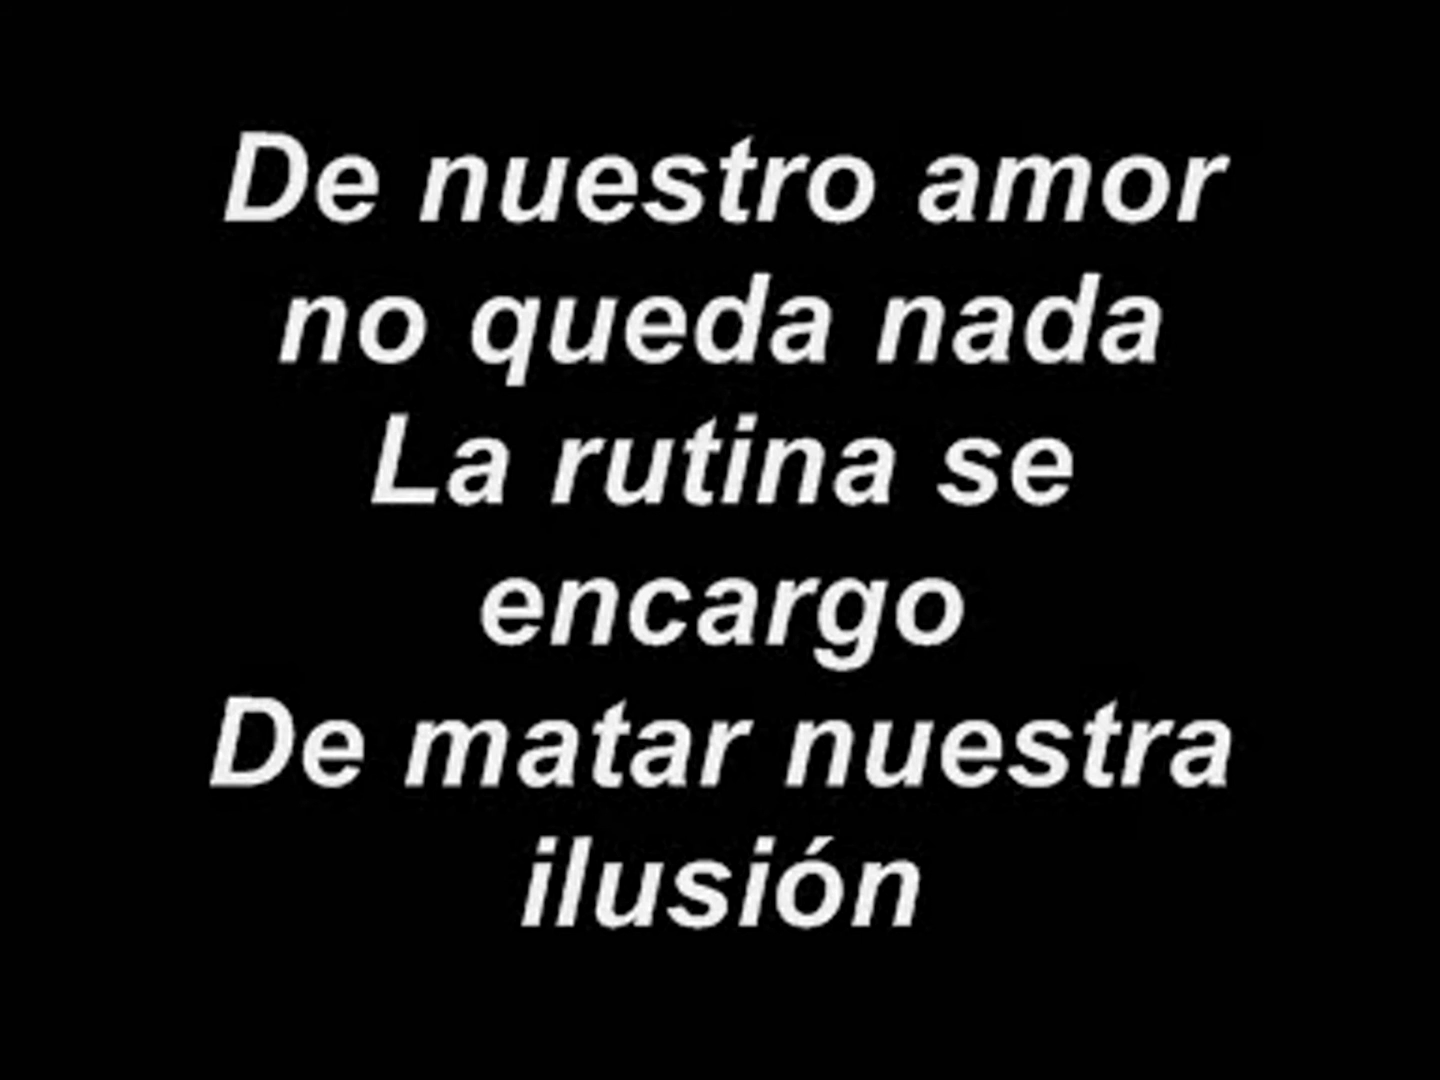 De nuestro amor
no queda nada
La rutina se
encargo
De matar nuestra
ilusión